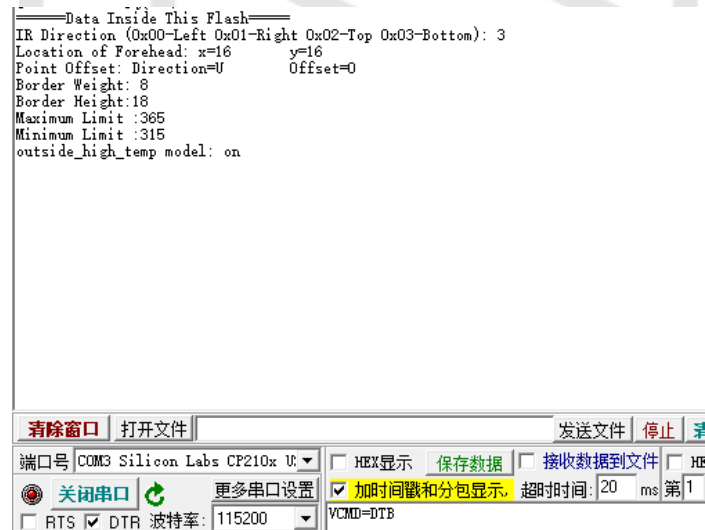 =====Data Inside This Flash=====
IR Direction (0x00-Left 0x01-Right 0x02-Top 0x03-Bottom): 3
Location of Forehead: x=16 y=16
Point Offset: Direction=U Offset=0
Border Weight: 8
Border Height:18
Maximum Limit :365
Minimum Limit :315
outside_high_temp model: on
清除窗口 打开文件 发送文件 停止
端口号 COM3 Silicon Labs CP210x U HEX显示 保存数据 接收数据到文件
关闭串口 更多串口设置 加时间戳和分包显示, 超时时间: 20 ms 第1
RTS DTR 波特率: 115200 VCMD=DTB